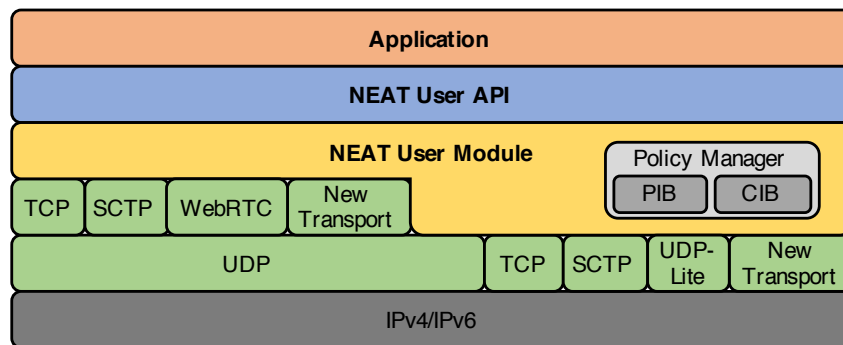 Application
NEAT User API
NEAT User Module
Policy Manager
PIB CIB
TCP SCTP WebRTC New
Transport
UDP TCP SCTP UDP-
Lite New
Transport
IPv4/IPv6